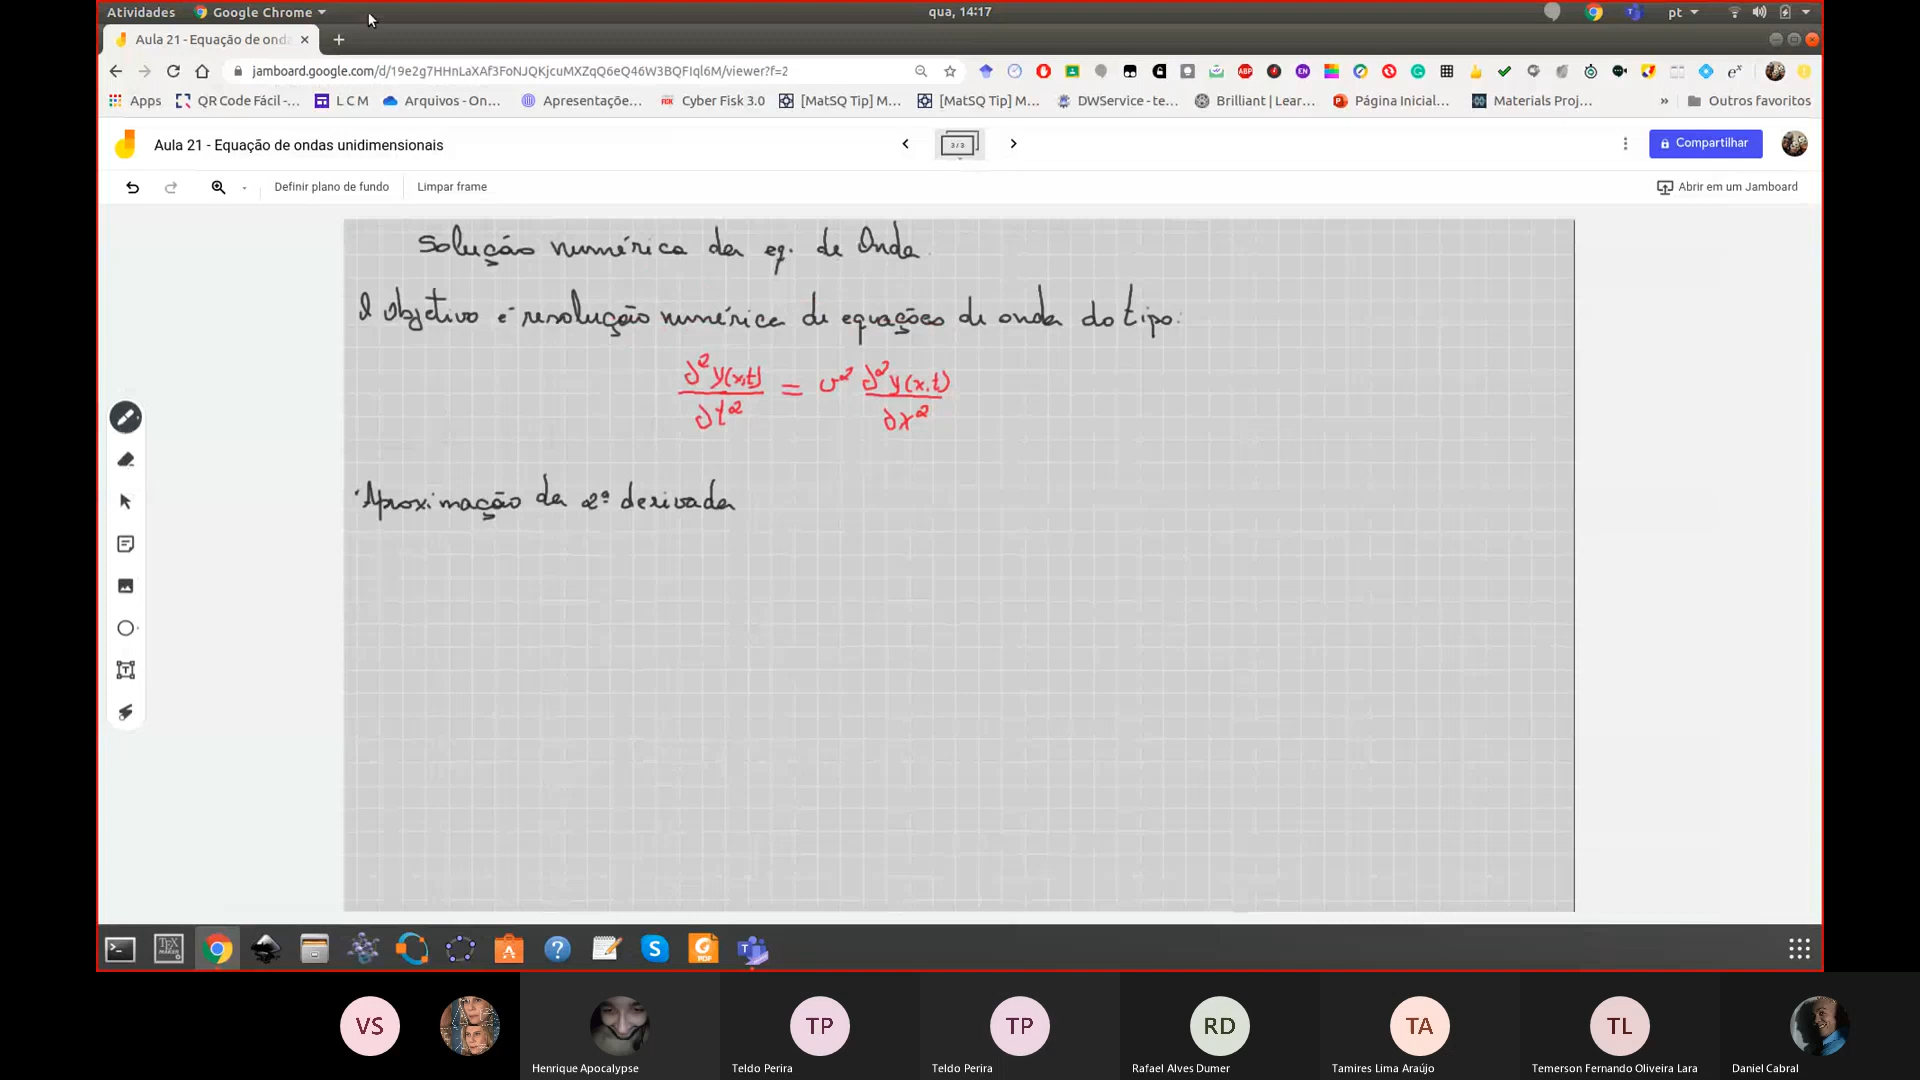 Atividades Google Chrome qua, 14:17 pt
Aula 21 - Equação de onda
jamboard.google.com/d/19e2g7HHnLaXAf3FoNJQKjcuMXZqQ6eQ46W3BQFIql6M/viewer?f=2
Apps QR Code Fácil -... L C M Arquivos - On... Apresentaçõe... Cyber Fisk 3.0 [MatSQ Tip] M... [MatSQ Tip] M... DWService - te... Brilliant | Lear... Página Inicial... Materials Proj... » Outros favoritos
Aula 21 - Equação de ondas unidimensionais 3 / 3 Compartilhar
Definir plano de fundo Limpar frame Abrir em um Jamboard
Solução numérica da eq. de Onda
O objetivo é resolução numérica de equações de onda do tipo:
∂²y(x,t)/∂t² = v² ∂²y(x,t)/∂x²
· Aproximação da 2ª derivada
VS TP TP RD TA TL
Henrique Apocalypse Teldo Perira Teldo Perira Rafael Alves Dumer Tamires Lima Araújo Temerson Fernando Oliveira Lara Daniel Cabral